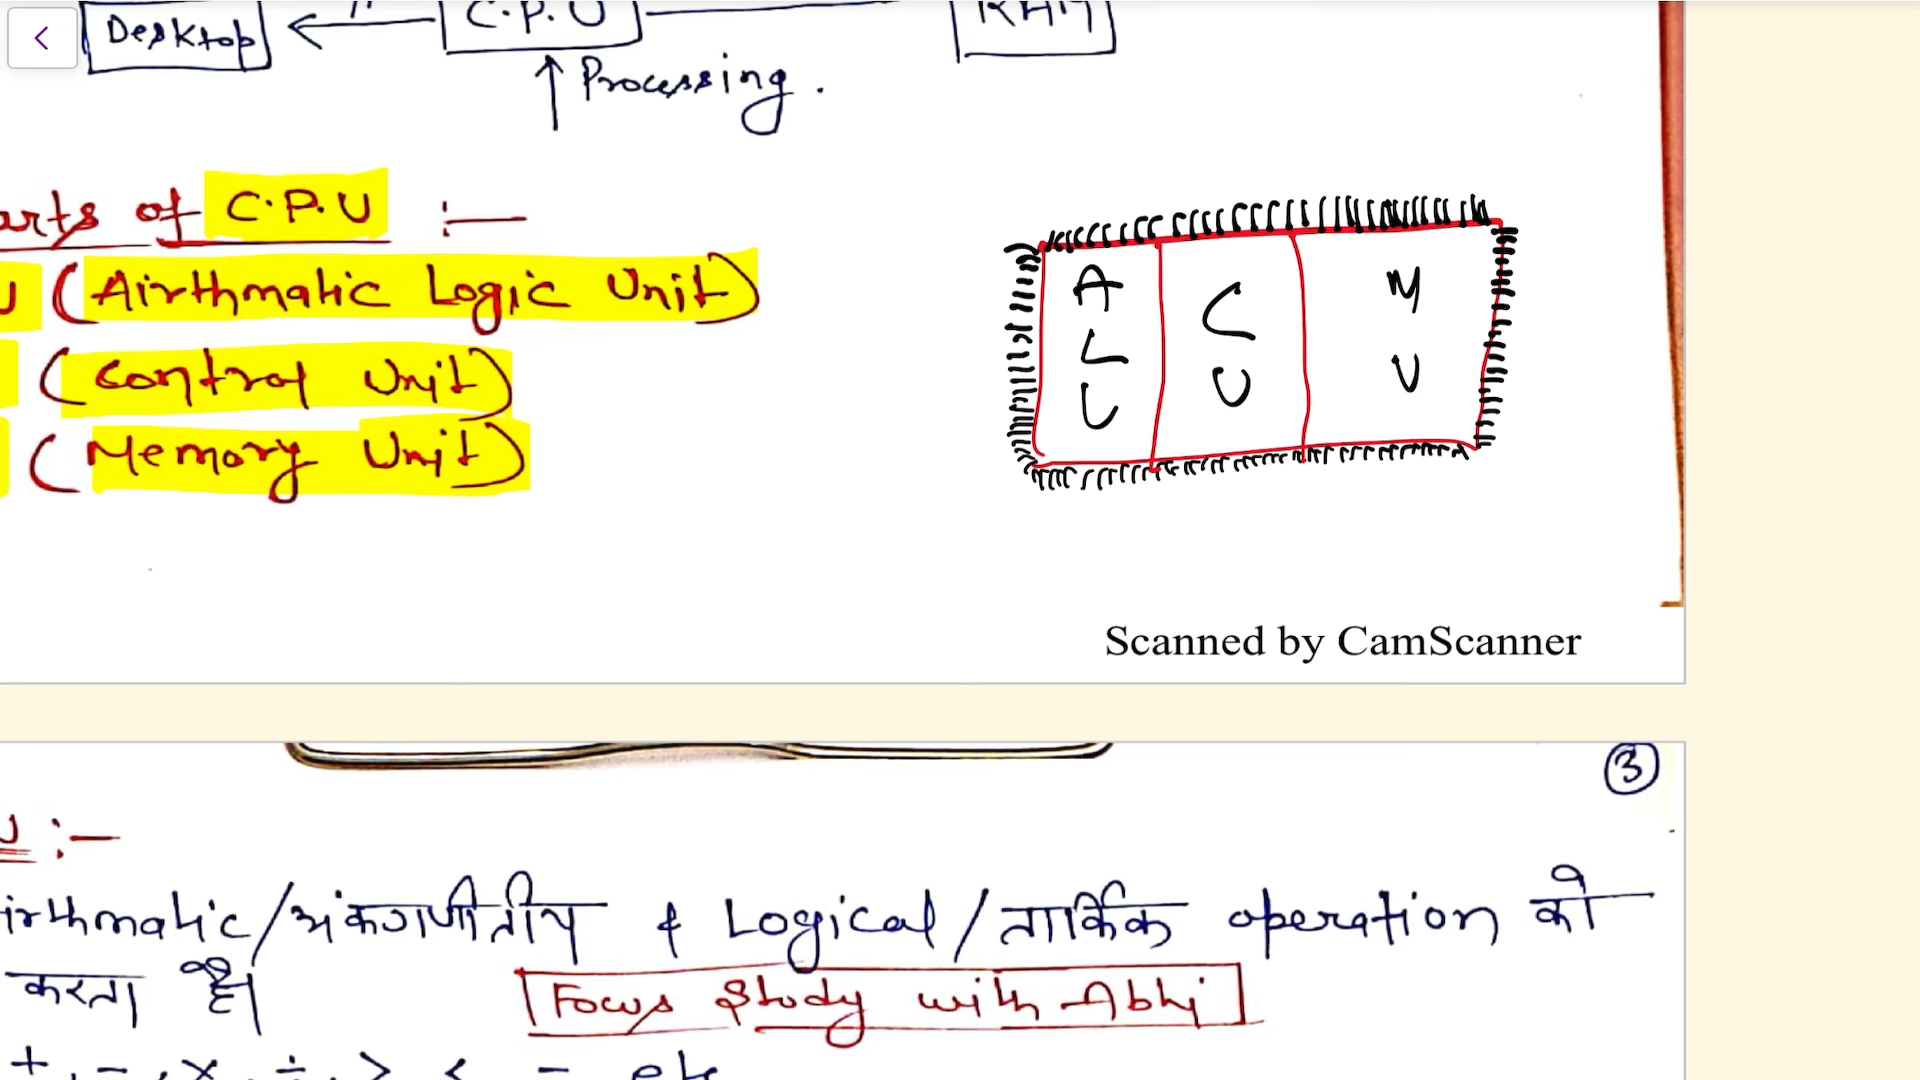 Desktop C.P.U RAM
Processing.
of C.P.U :-
(Airthmatic Logic Unit)
(Control Unit)
(Memory Unit)
A L U
C U
M U
Scanned by CamScanner
3
:-
/अंकगणीतीय & Logical / तार्किक operation को
करता है।
Focus Study with Abhi
+, -, x, ÷, > < = etc